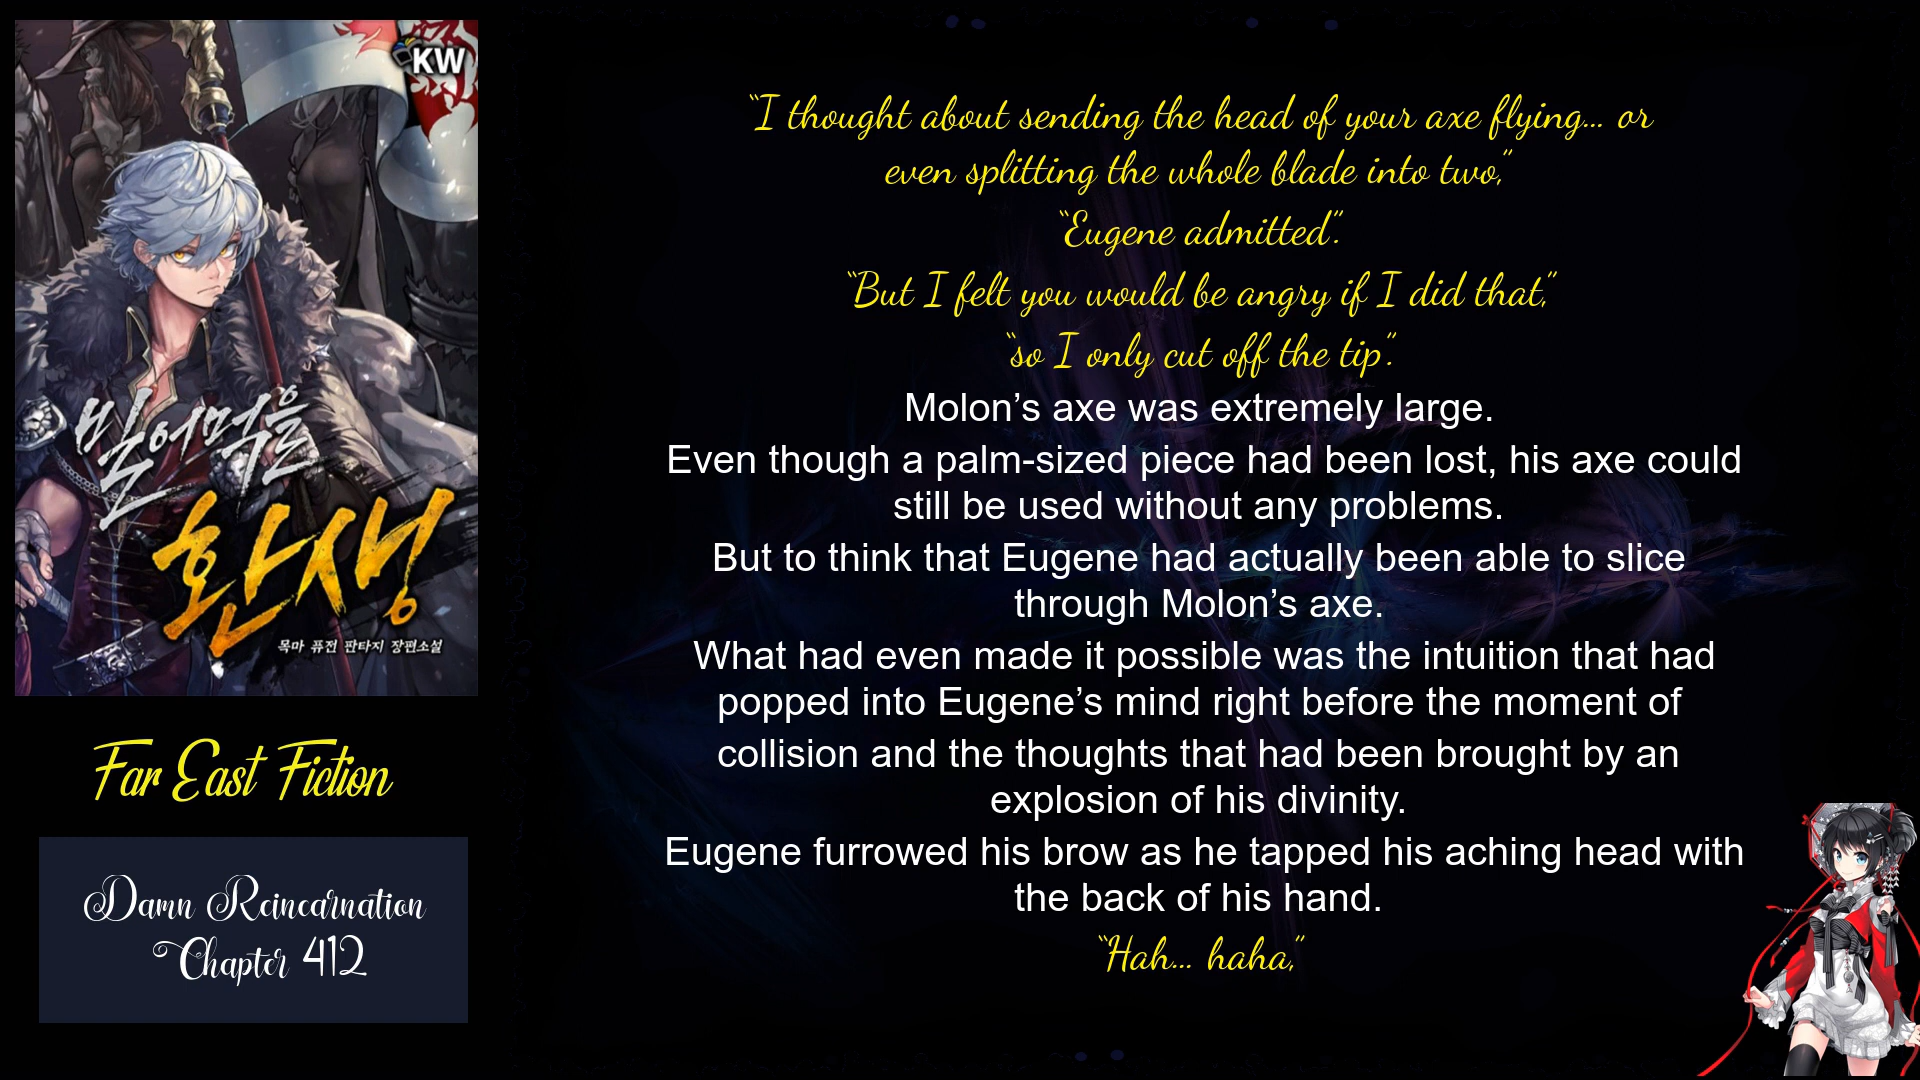 KW
빌어먹을
환생
목마 퓨전 판타지 장편소설
Far East Fiction
Damn Reincarnation
Chapter 412
“I thought about sending the head of your axe flying... or
even splitting the whole blade into two,”
“Eugene admitted”.
“But I felt you would be angry if I did that,”
“so I only cut off the tip”.
Molon’s axe was extremely large.
Even though a palm-sized piece had been lost, his axe could
still be used without any problems.
But to think that Eugene had actually been able to slice
through Molon’s axe.
What had even made it possible was the intuition that had
popped into Eugene’s mind right before the moment of
collision and the thoughts that had been brought by an
explosion of his divinity.
Eugene furrowed his brow as he tapped his aching head with
the back of his hand.
“Hah... haha,”